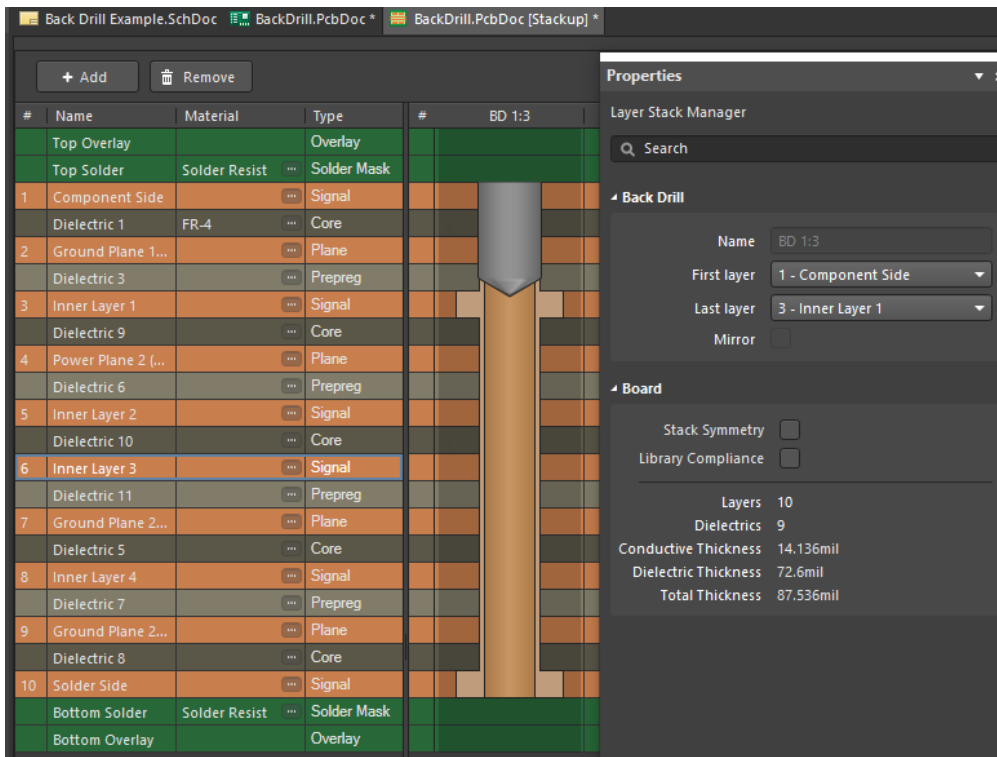 Back Drill Example.SchDoc BackDrill.PcbDoc * BackDrill.PcbDoc [Stackup] *
+ Add Remove
# Name Material Type # BD 1:3
Top Overlay Overlay
Top Solder Solder Resist Solder Mask
1 Component Side Signal
Dielectric 1 FR-4 Core
2 Ground Plane 1... Plane
Dielectric 3 Prepreg
3 Inner Layer 1 Signal
Dielectric 9 Core
4 Power Plane 2 (... Plane
Dielectric 6 Prepreg
5 Inner Layer 2 Signal
Dielectric 10 Core
6 Inner Layer 3 Signal
Dielectric 11 Prepreg
7 Ground Plane 2... Plane
Dielectric 5 Core
8 Inner Layer 4 Signal
Dielectric 7 Prepreg
9 Ground Plane 2... Plane
Dielectric 8 Core
10 Solder Side Signal
Bottom Solder Solder Resist Solder Mask
Bottom Overlay Overlay
Properties
Layer Stack Manager
Search
Back Drill
Name BD 1:3
First layer 1 - Component Side
Last layer 3 - Inner Layer 1
Mirror
Board
Stack Symmetry
Library Compliance
Layers 10
Dielectrics 9
Conductive Thickness 14.136mil
Dielectric Thickness 72.6mil
Total Thickness 87.536mil